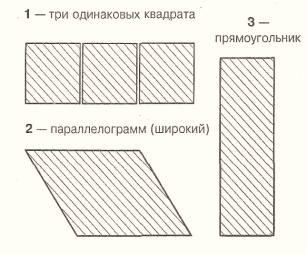 1 — три одинаковых квадрата
3 —
прямоугольник
2 — параллелограмм (широкий)